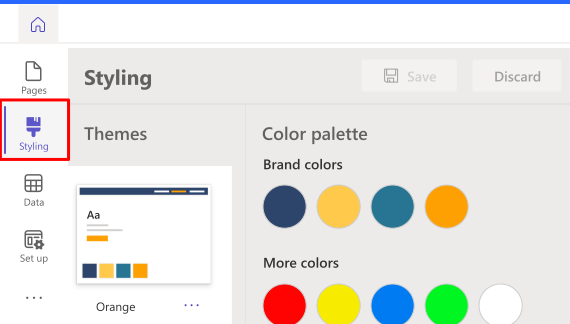 Pages
Styling
Data
Set up
Styling
Save
Discard
Themes
Aa
Orange
Color palette
Brand colors
More colors